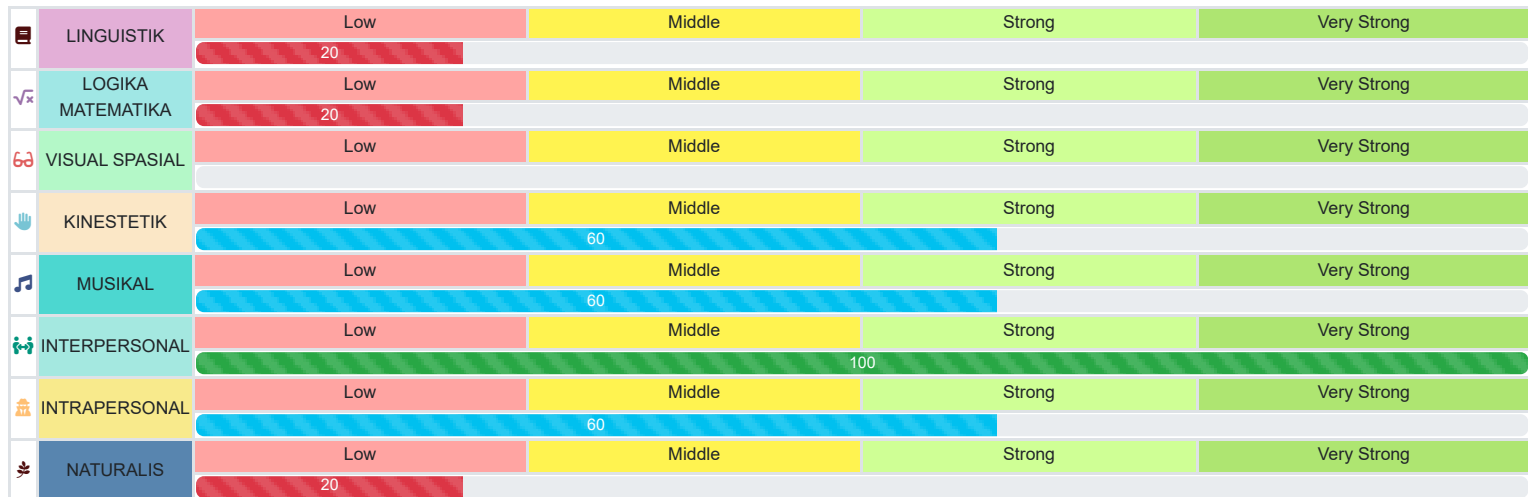 LINGUISTIK
Low Middle Strong Very Strong
20
LOGIKA
MATEMATIKA
Low Middle Strong Very Strong
20
VISUAL SPASIAL
Low Middle Strong Very Strong
KINESTETIK
Low Middle Strong Very Strong
60
MUSIKAL
Low Middle Strong Very Strong
60
INTERPERSONAL
Low Middle Strong Very Strong
100
INTRAPERSONAL
Low Middle Strong Very Strong
60
NATURALIS
Low Middle Strong Very Strong
20